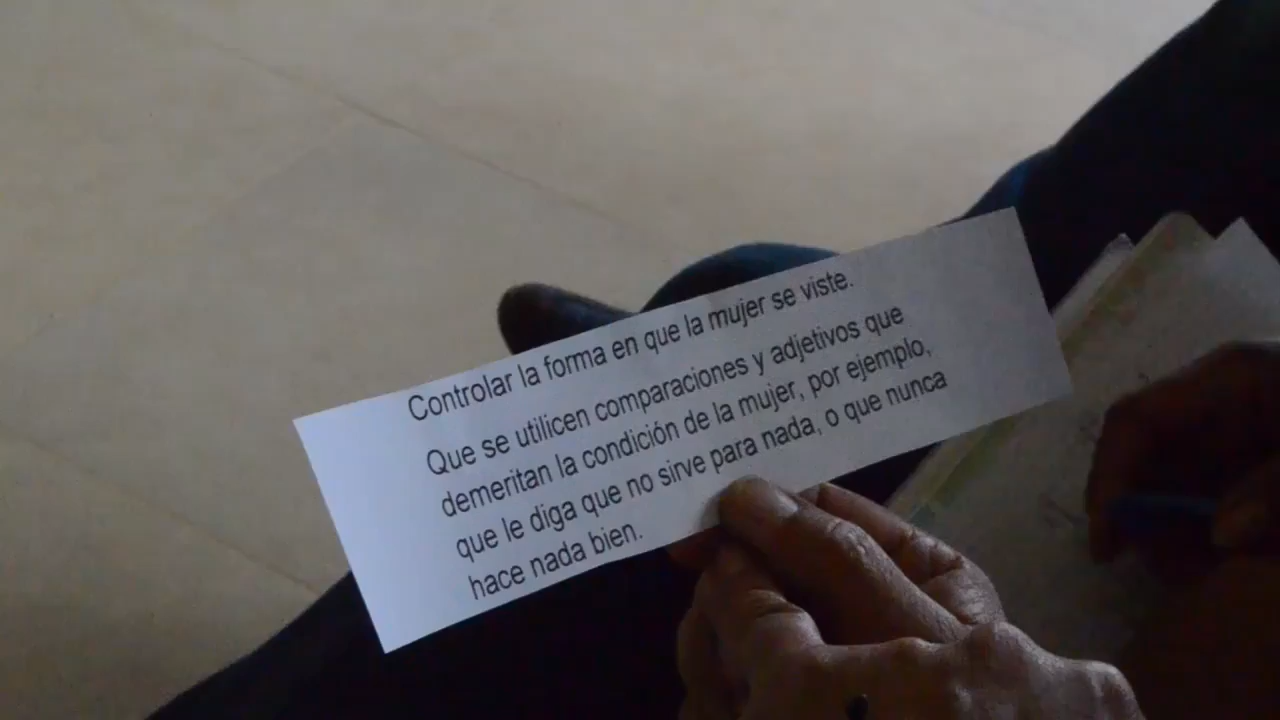 Controlar la forma en que la mujer se viste.
Que se utilicen comparaciones y adjetivos que
demeritan la condición de la mujer, por ejemplo,
que le diga que no sirve para nada, o que nunca
hace nada bien.